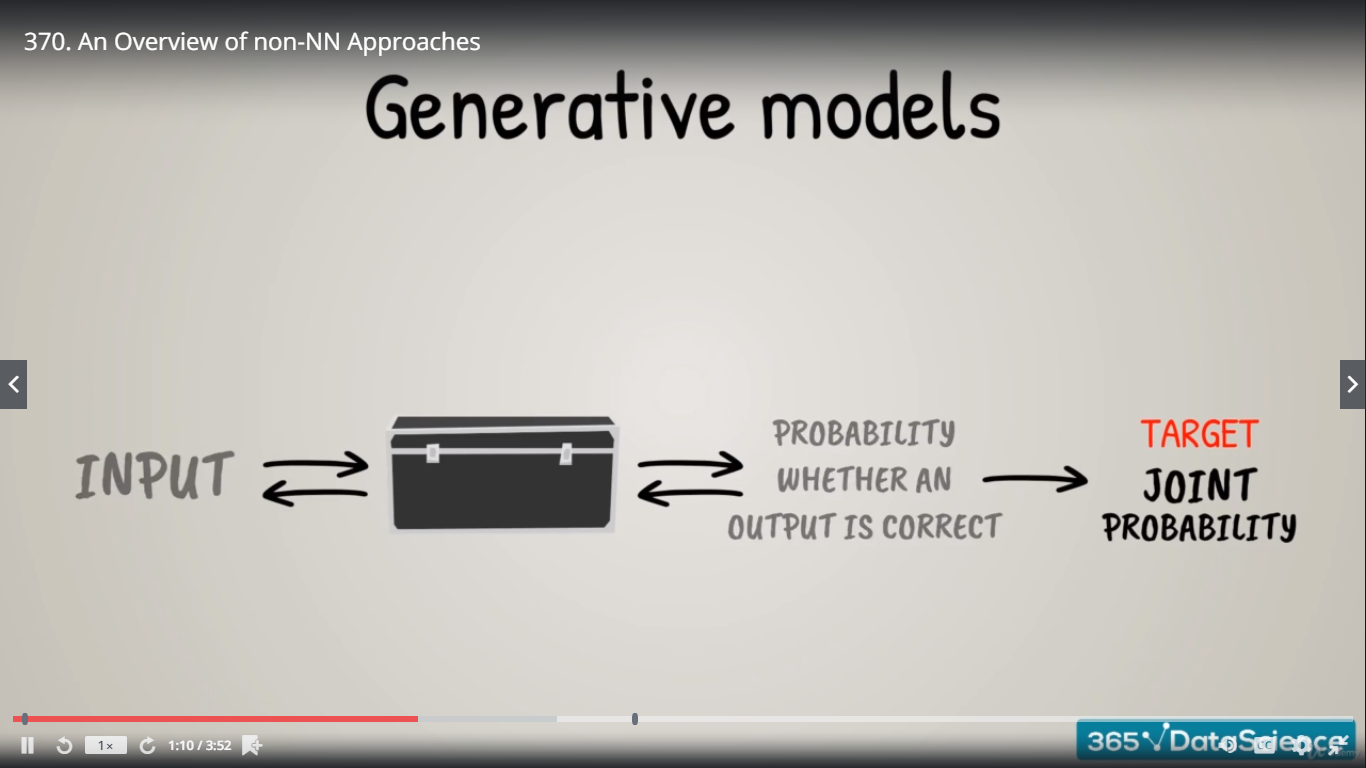 370. An Overview of non-NN Approaches
Generative models
INPUT
PROBABILITY
WHETHER AN
OUTPUT IS CORRECT
TARGET
JOINT
PROBABILITY
1×
1:10 / 3:52
365 DataScience
CC